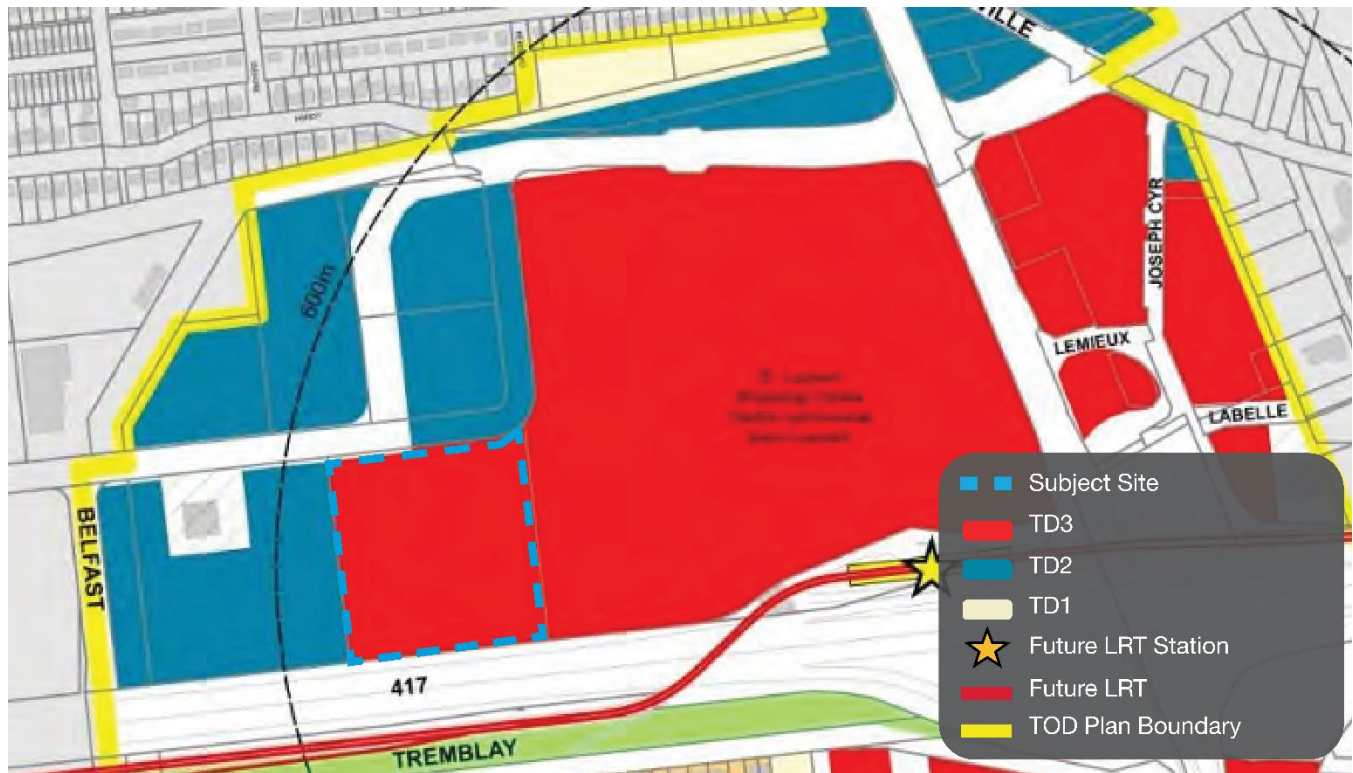 VILLE
600m
JOSEPH CYR
LEMIEUX
LABELLE
BELFAST
417
TREMBLAY
Subject Site
TD3
TD2
TD1
Future LRT Station
Future LRT
TOD Plan Boundary